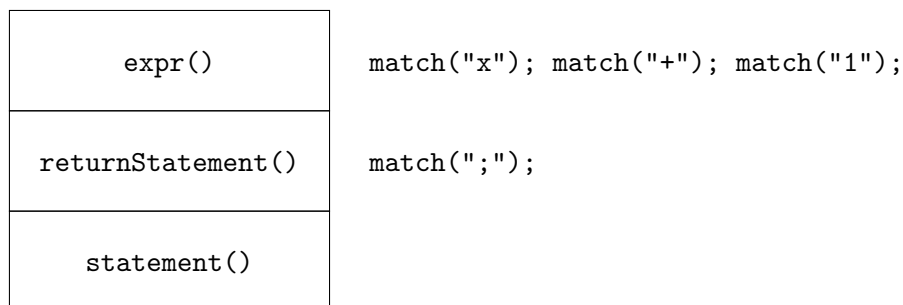 expr() match("x"); match("+"); match("1");
returnStatement() match(";");
statement()